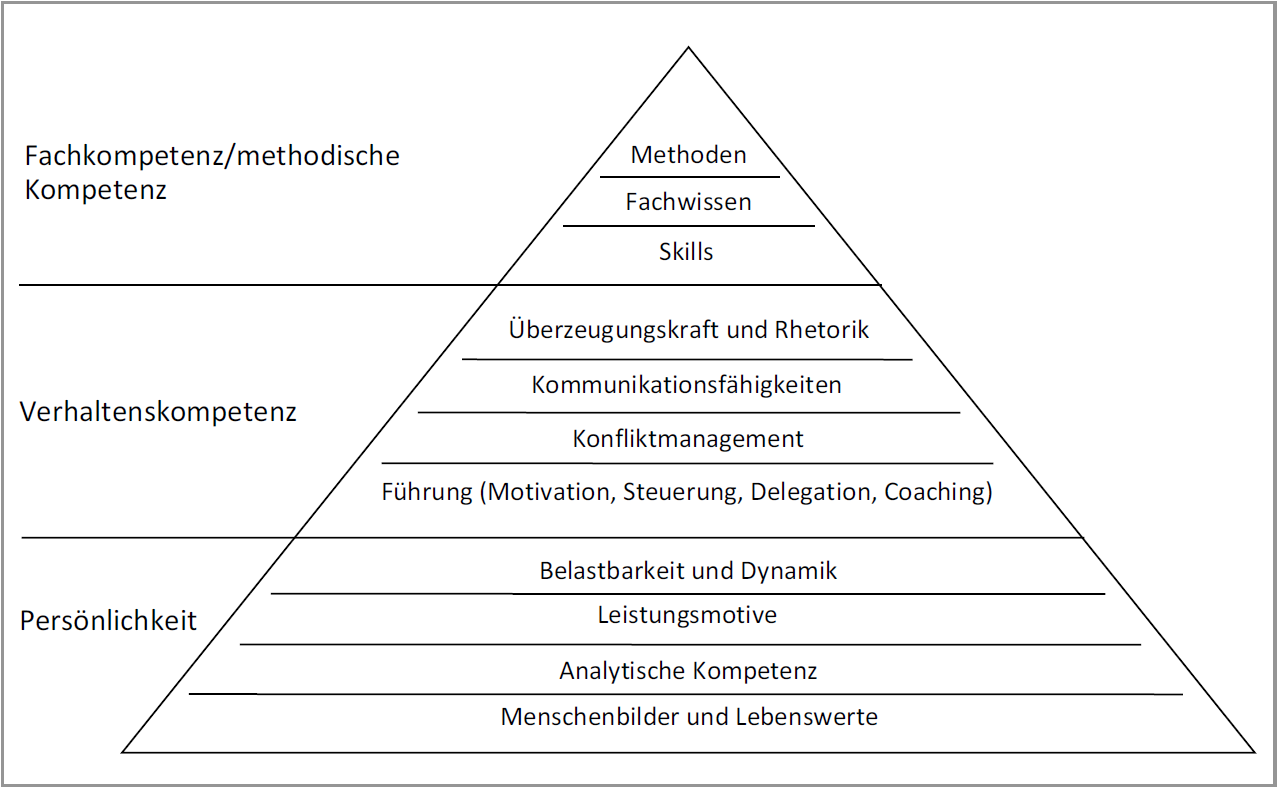 Fachkompetenz/methodische
Kompetenz
Methoden
Fachwissen
Skills
Verhaltenskompetenz
Überzeugungskraft und Rhetorik
Kommunikationsfähigkeiten
Konfliktmanagement
Führung (Motivation, Steuerung, Delegation, Coaching)
Persönlichkeit
Belastbarkeit und Dynamik
Leistungsmotive
Analytische Kompetenz
Menschenbilder und Lebenswerte